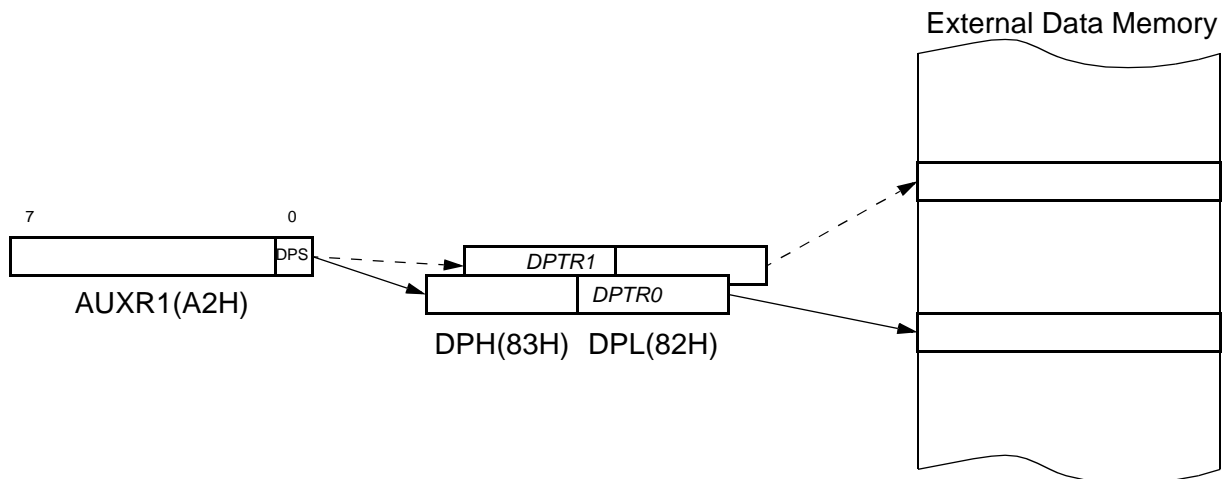 External Data Memory
7 0
DPS
DPTR1
DPTR0
AUXR1(A2H)
DPH(83H) DPL(82H)